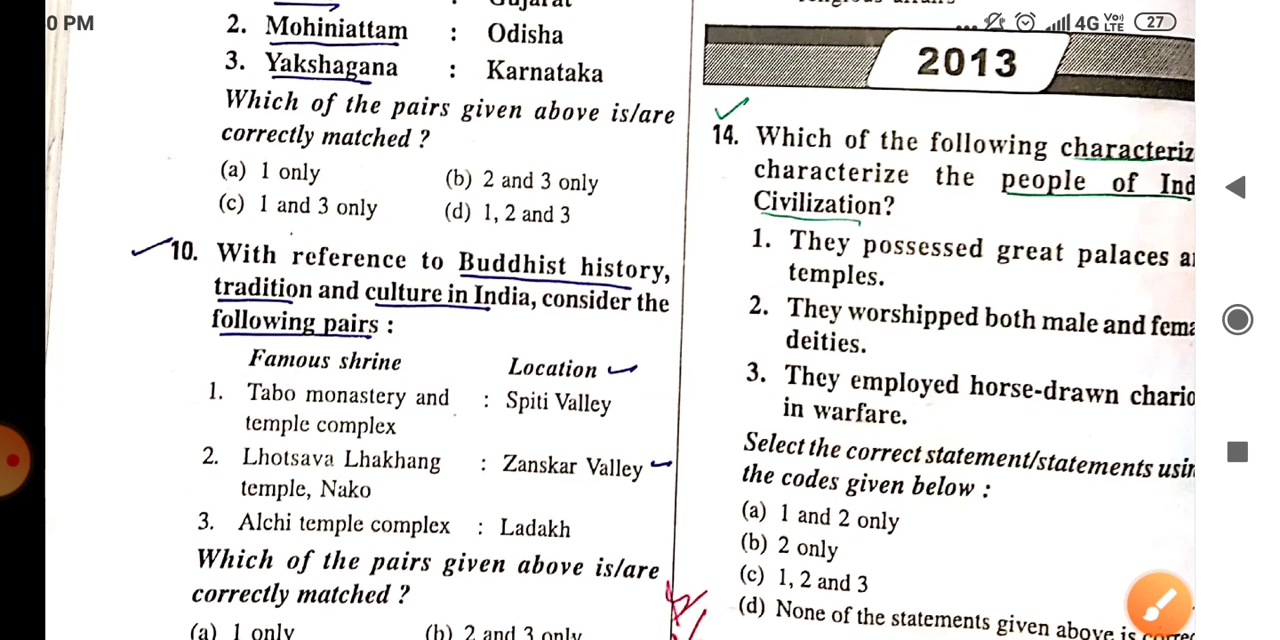 0 PM
: Gujarat
2. Mohiniattam : Odisha
3. Yakshagana : Karnataka
Which of the pairs given above is/are
correctly matched ?
(a) 1 only (b) 2 and 3 only
(c) 1 and 3 only (d) 1, 2 and 3
10. With reference to Buddhist history,
tradition and culture in India, consider the
following pairs :
Famous shrine Location
1. Tabo monastery and : Spiti Valley
temple complex
2. Lhotsava Lhakhang : Zanskar Valley
temple, Nako
3. Alchi temple complex : Ladakh
Which of the pairs given above is/are
correctly matched ?
(a) 1 only (b) 2 and 3 only
... 4G Vo)) LTE 27
2013
14. Which of the following characteriz
characterize the people of Ind
Civilization?
1. They possessed great palaces a
temples.
2. They worshipped both male and fema
deities.
3. They employed horse-drawn chario
in warfare.
Select the correct statement/statements usin
the codes given below :
(a) 1 and 2 only
(b) 2 only
(c) 1, 2 and 3
(d) None of the statements given above is